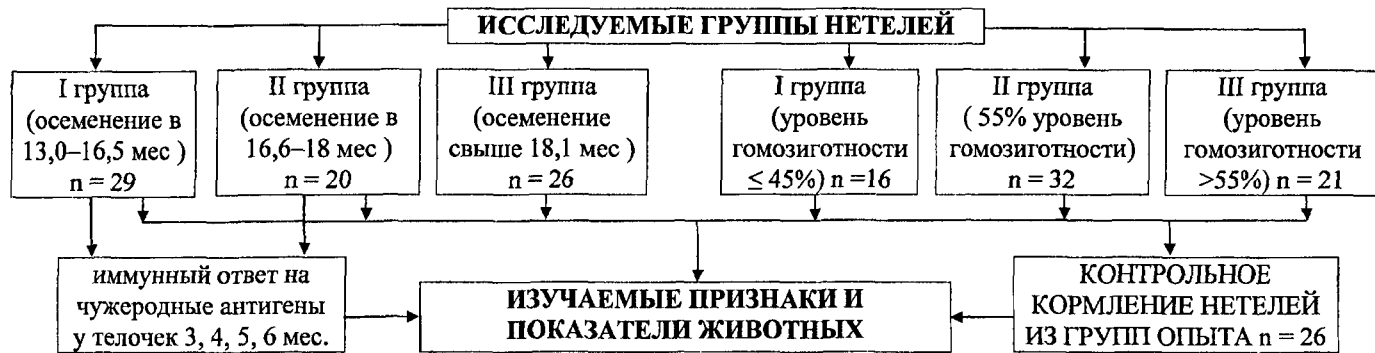 ИССЛЕДУЕМЫЕ ГРУППЫ НЕТЕЛЕЙ
I группа
(осеменение в
13,0–16,5 мес )
n = 29
II группа
(осеменение в
16,6–18 мес )
n = 20
III группа
(осеменение
свыше 18,1 мес )
n = 26
I группа
(уровень
гомозиготности
≤ 45%) n =16
II группа
( 55% уровень
гомозиготности)
n = 32
III группа
(уровень
гомозиготности
>55%) n = 21
иммунный ответ на
чужеродные антигены
у телочек 3, 4, 5, 6 мес.
ИЗУЧАЕМЫЕ ПРИЗНАКИ И
ПОКАЗАТЕЛИ ЖИВОТНЫХ
КОНТРОЛЬНОЕ
КОРМЛЕНИЕ НЕТЕЛЕЙ
ИЗ ГРУПП ОПЫТА n = 26